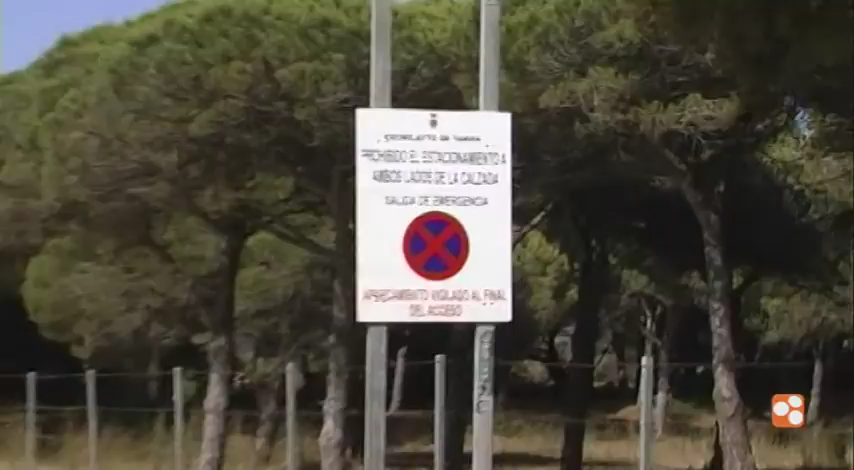 PROHIBIDO EL ESTACIONAMIENTO A
AMBOS LADOS DE LA CALZADA
SALIDA DE EMERGENCIA
APARCAMIENTO VIGILADO AL FINAL
DEL ACCESO